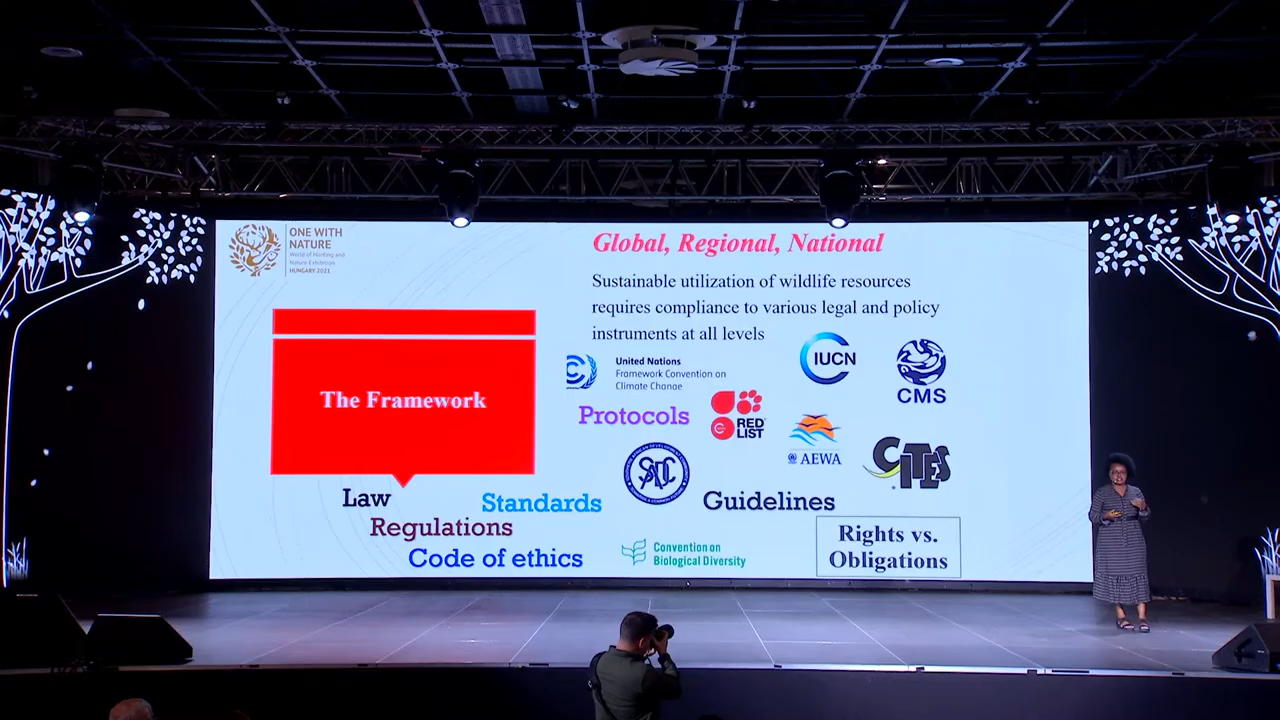 ONE WITH
NATURE
World of Hunting and
Nature Exhibition
HUNGARY 2021
Global, Regional, National
Sustainable utilization of wildlife resources
requires compliance to various legal and policy
instruments at all levels
The Framework
United Nations
Framework Convention on
Climate Change
IUCN
CMS
Protocols
RED
LIST
AEWA
CITES
SADC
Law
Standards
Guidelines
Regulations
Code of ethics
Convention on
Biological Diversity
Rights vs.
Obligations